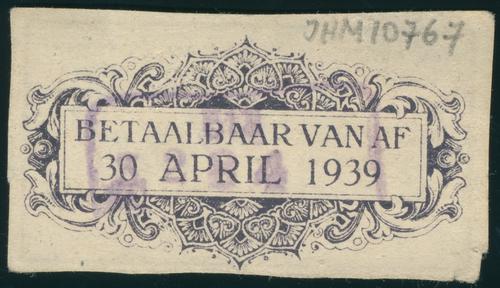 JHM10767
BETAALBAAR VAN AF
30 APRIL 1939